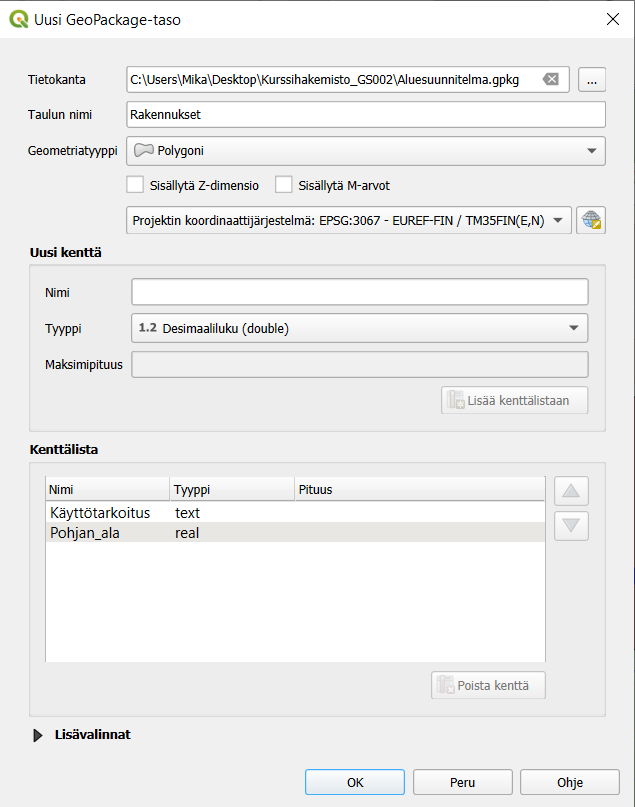 Uusi GeoPackage-taso
Tietokanta C:\Users\Mika\Desktop\Kurssihakemisto_GS002\Aluesuunnitelma.gpkg ...
Taulun nimi Rakennukset
Geometriatyyppi Polygoni
Sisällytä Z-dimensio Sisällytä M-arvot
Projektin koordinaattijärjestelmä: EPSG:3067 - EUREF-FIN / TM35FIN(E,N)
Uusi kenttä
Nimi
Tyyppi 1.2 Desimaaliluku (double)
Maksimipituus
Lisää kenttälistaan
Kenttälista
Nimi Tyyppi Pituus
Käyttötarkoitus text
Pohjan_ala real
Poista kenttä
Lisävalinnat
OK Peru Ohje